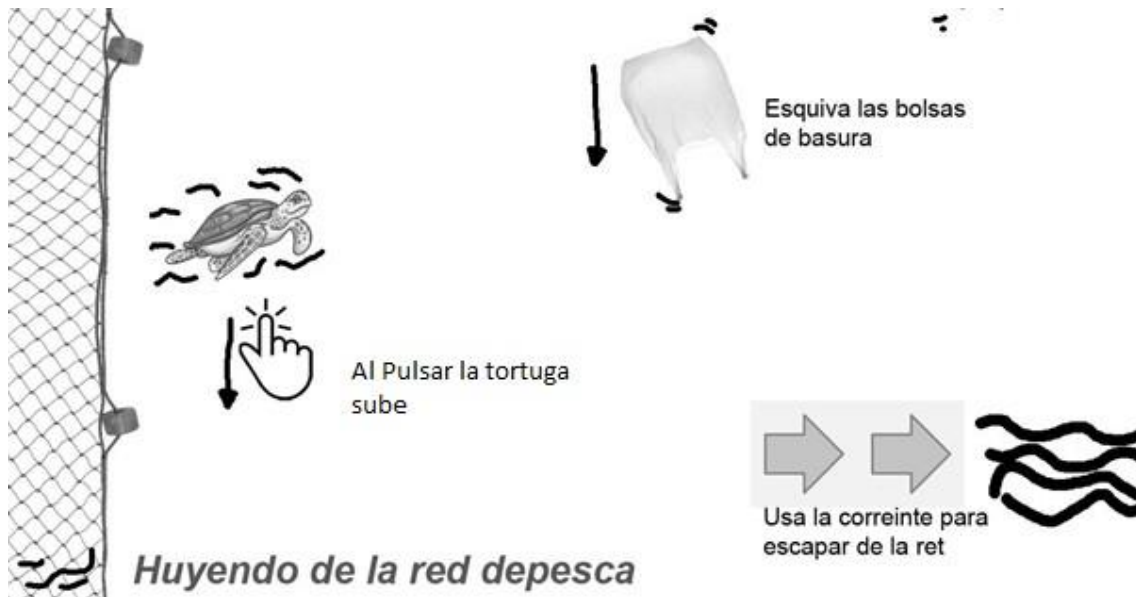 Esquiva las bolsas
de basura
Al Pulsar la tortuga
sube
Usa la correinte para
escapar de la ret
Huyendo de la red depesca